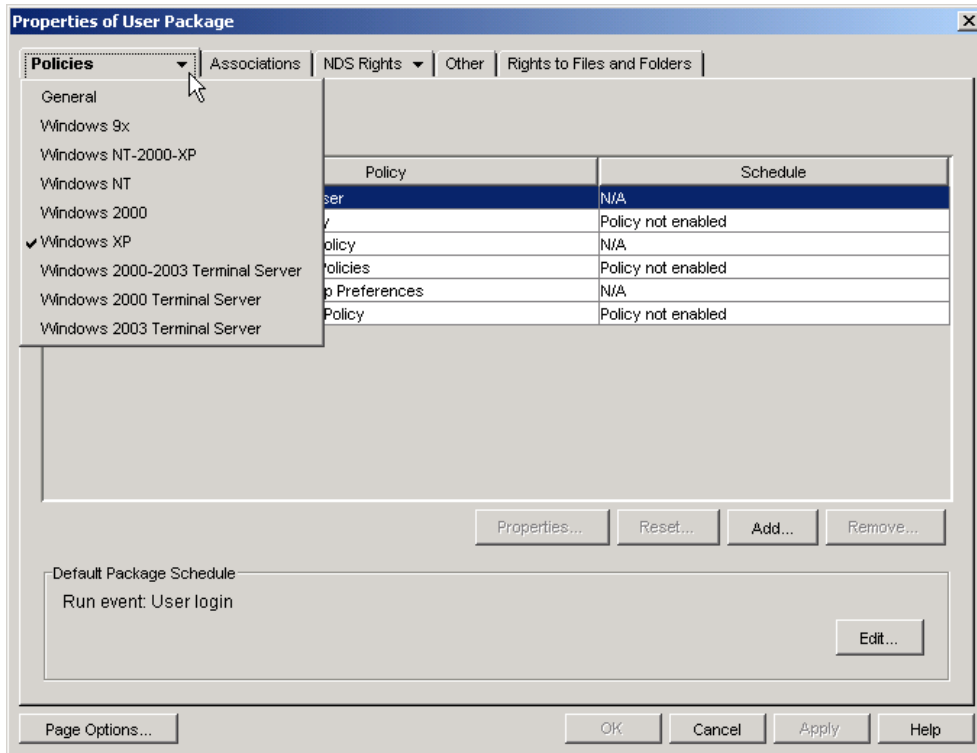 Properties of User Package
Policies Associations NDS Rights Other Rights to Files and Folders
General
Windows 9x
Windows NT-2000-XP
Policy Schedule
Windows NT
ser N/A
Windows 2000
y Policy not enabled
Windows XP
olicy N/A
Windows 2000-2003 Terminal Server
Policies Policy not enabled
Windows 2000 Terminal Server
p Preferences N/A
Windows 2003 Terminal Server
Policy Policy not enabled
Properties... Reset... Add... Remove...
Default Package Schedule
Run event: User login
Edit...
Page Options... OK Cancel Apply Help